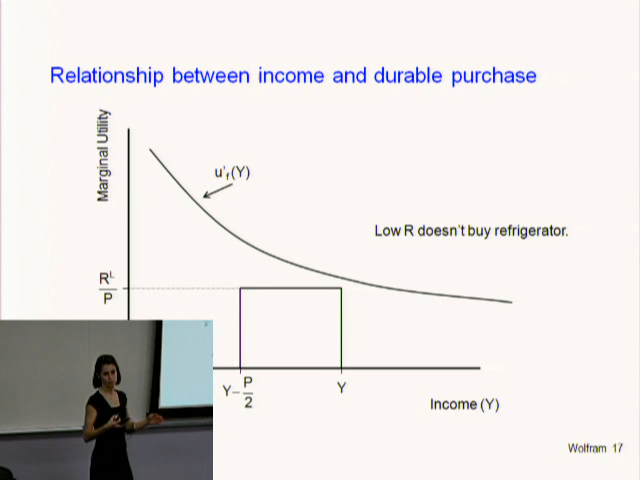 Relationship between income and durable purchase
Marginal Utility
u'f(Y)
Low R doesn't buy refrigerator.
R^L
P
Y– P
2
Y
Income (Y)
Wolfram 17